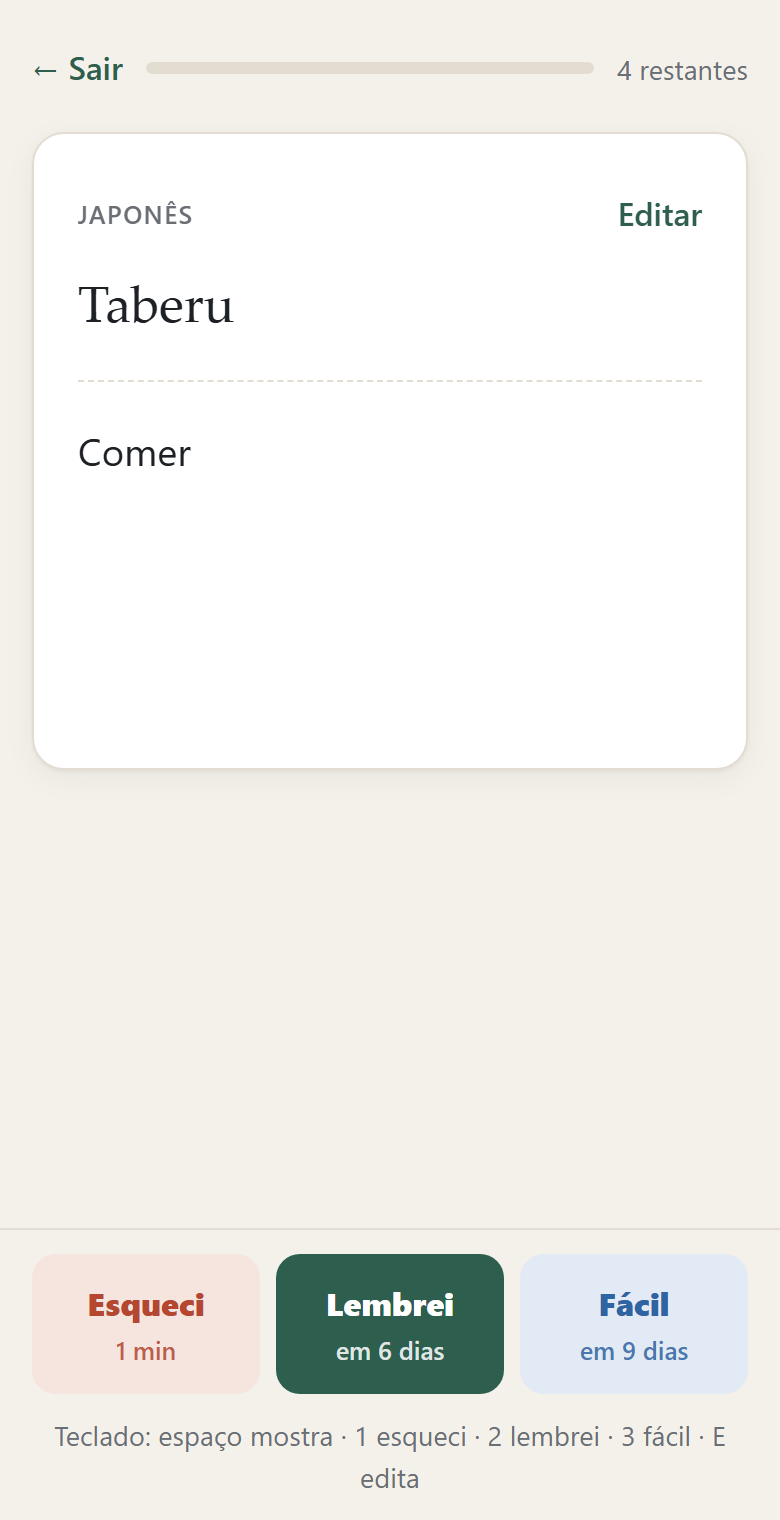 ← Sair 4 restantes
JAPONÊS Editar
Taberu
Comer
Esqueci Lembrei Fácil
1 min em 6 dias em 9 dias
Teclado: espaço mostra · 1 esqueci · 2 lembrei · 3 fácil · E
edita